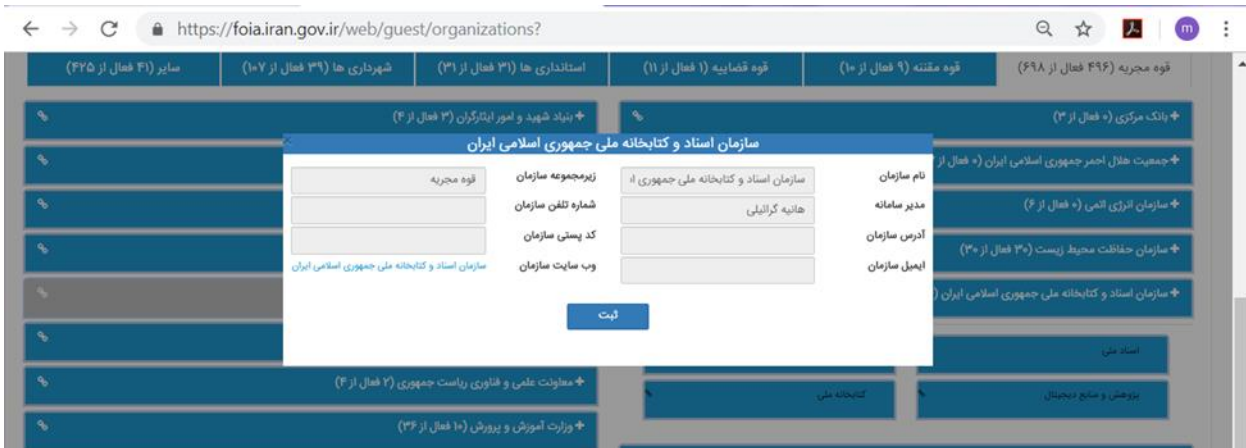 https://foia.iran.gov.ir/web/guest/organizations?
m
قوه مجریه (۴۹۶ فعال از ۶۹۸)
قوه مقننه (۹ فعال از ۱۰)
قوه قضاییه (۱ فعال از ۱۱)
استانداری ها (۳۱ فعال از ۳۱)
شهرداری ها (۳۹ فعال از ۱۰۷)
سایر (۴۱ فعال از ۴۲۵)
بانک مرکزی (۰ فعال از ۳)
بنیاد شهید و امور ایثارگران (۳ فعال از ۴)
سازمان اسناد و کتابخانه ملی جمهوری اسلامی ایران
جمعیت هلال احمر جمهوری اسلامی ایران (۰ فعال از
نام سازمان
سازمان اسناد و کتابخانه ملی جمهوری ا
زیرمجموعه سازمان
قوه مجریه
سازمان انرژی اتمی (۰ فعال از ۶)
مدیر سامانه
هانیه گرائیلی
شماره تلفن سازمان
آدرس سازمان
کد پستی سازمان
سازمان حفاظت محیط زیست (۳۰ فعال از ۳۰)
ایمیل سازمان
وب سایت سازمان
سازمان اسناد و کتابخانه ملی جمهوری اسلامی ایران
سازمان اسناد و کتابخانه ملی جمهوری اسلامی ایران (
ثبت
اسناد ملی
پژوهش و منابع دیجیتال
کتابخانه ملی
معاونت علمی و فناوری ریاست جمهوری (۲ فعال از ۴)
وزارت آموزش و پرورش (۱۰ فعال از ۳۶)